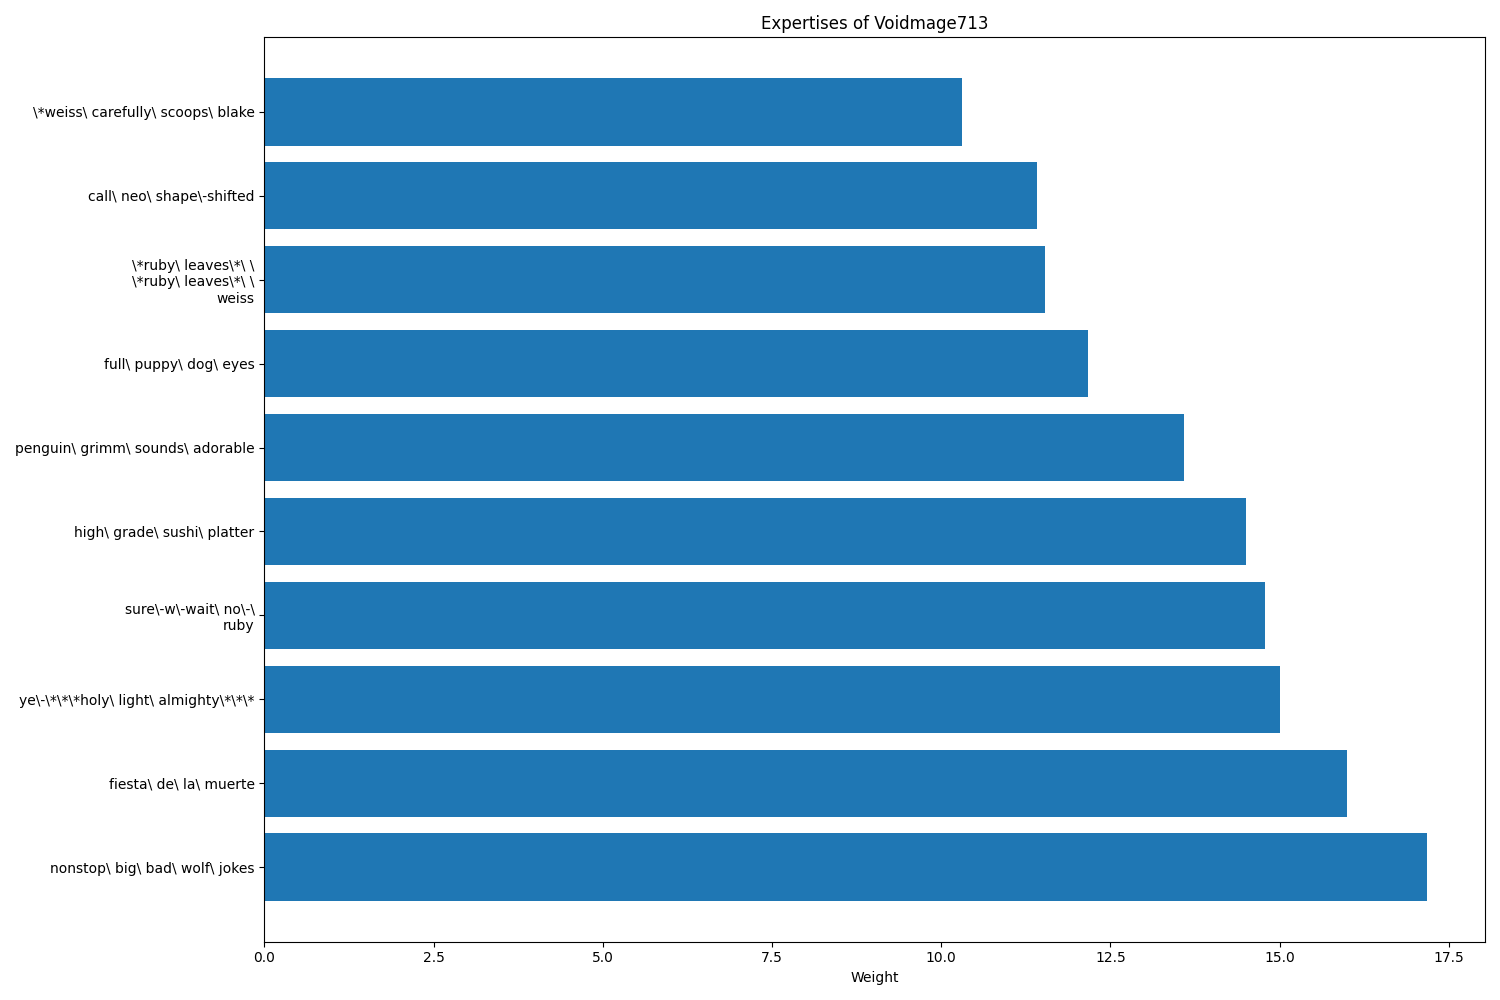 Expertises of Voidmage713
\*weiss\ carefully\ scoops\ blake
call\ neo\ shape\-shifted
\*ruby\ leaves\*\ \
\*ruby\ leaves\*\ \
weiss
full\ puppy\ dog\ eyes
penguin\ grimm\ sounds\ adorable
high\ grade\ sushi\ platter
sure\-w\-wait\ no\-\
ruby
ye\-\*\*\*holy\ light\ almighty\*\*\*
fiesta\ de\ la\ muerte
nonstop\ big\ bad\ wolf\ jokes
0.0 2.5 5.0 7.5 10.0 12.5 15.0 17.5
Weight